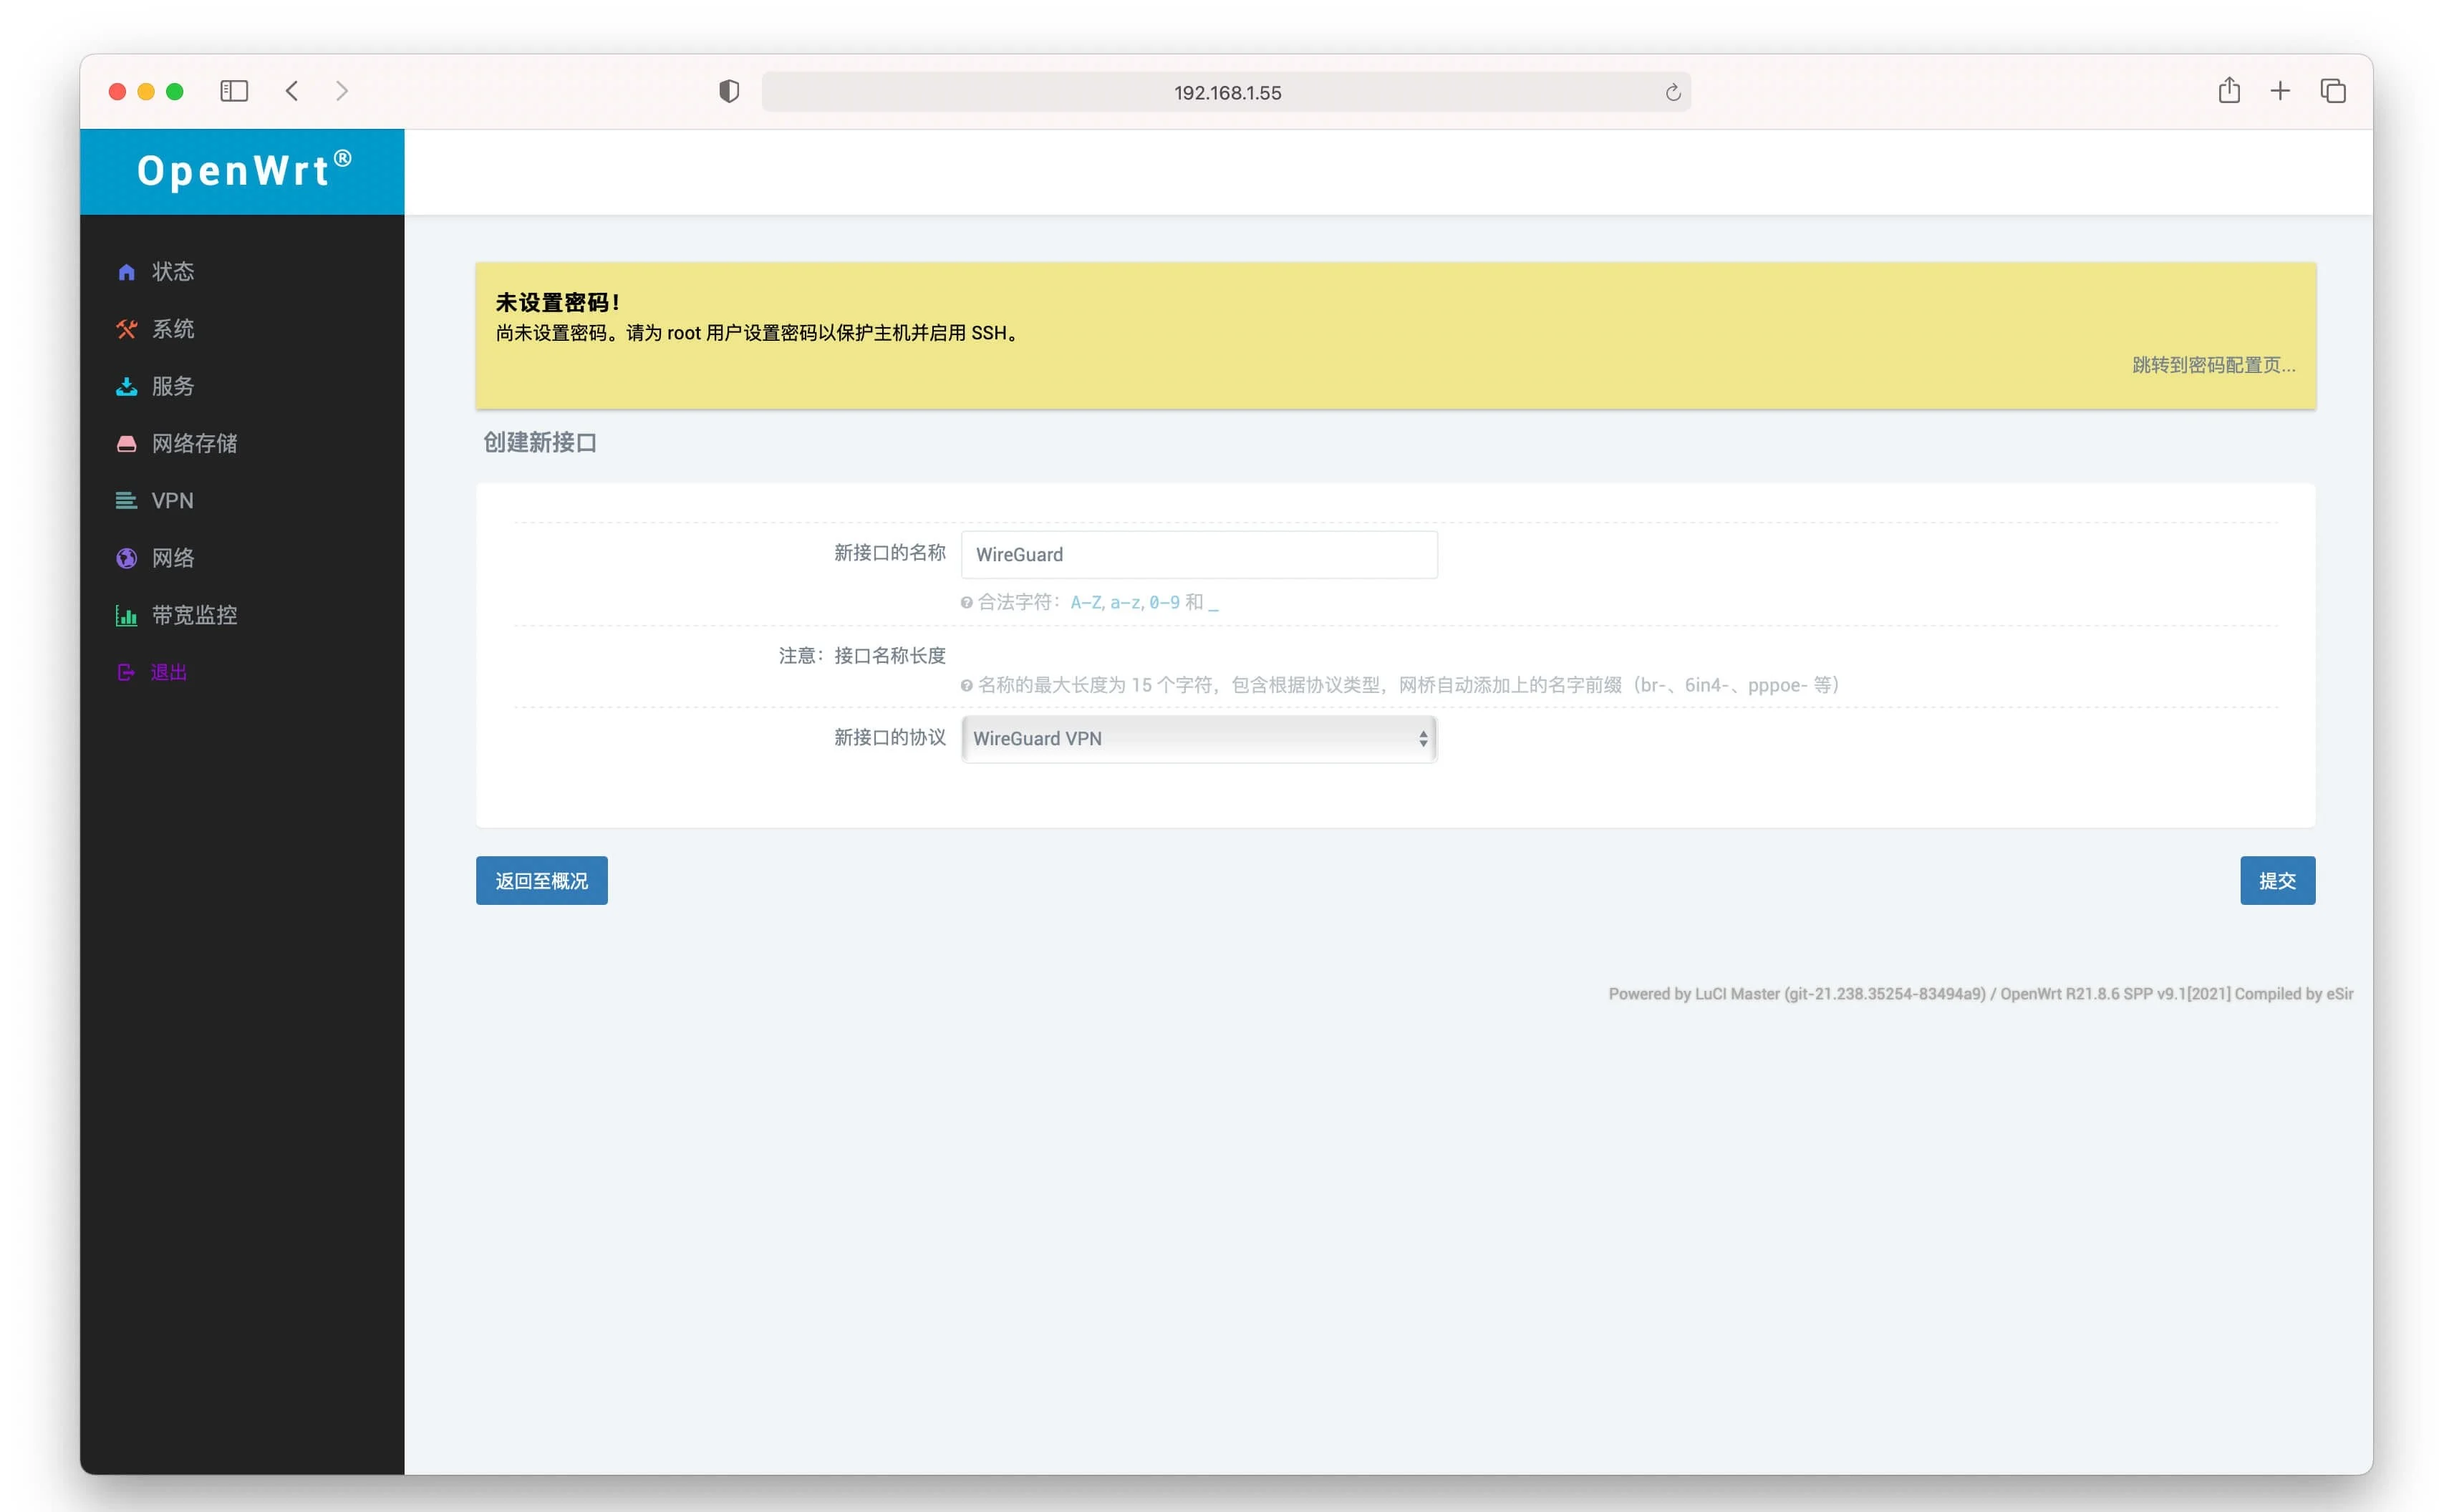 192.168.1.55
OpenWrt®
状态
系统
服务
网络存储
VPN
网络
带宽监控
退出
未设置密码！
尚未设置密码。请为 root 用户设置密码以保护主机并启用 SSH。
跳转到密码配置页...
创建新接口
新接口的名称 WireGuard
合法字符：A-Z, a-z, 0-9 和 _
注意：接口名称长度
名称的最大长度为 15 个字符，包含根据协议类型，网桥自动添加上的名字前缀（br-、6in4-、pppoe- 等）
新接口的协议 WireGuard VPN
返回至概况 提交
Powered by LuCI Master (git-21.238.35254-83494a9) / OpenWrt R21.8.6 SPP v9.1[2021] Compiled by eSir